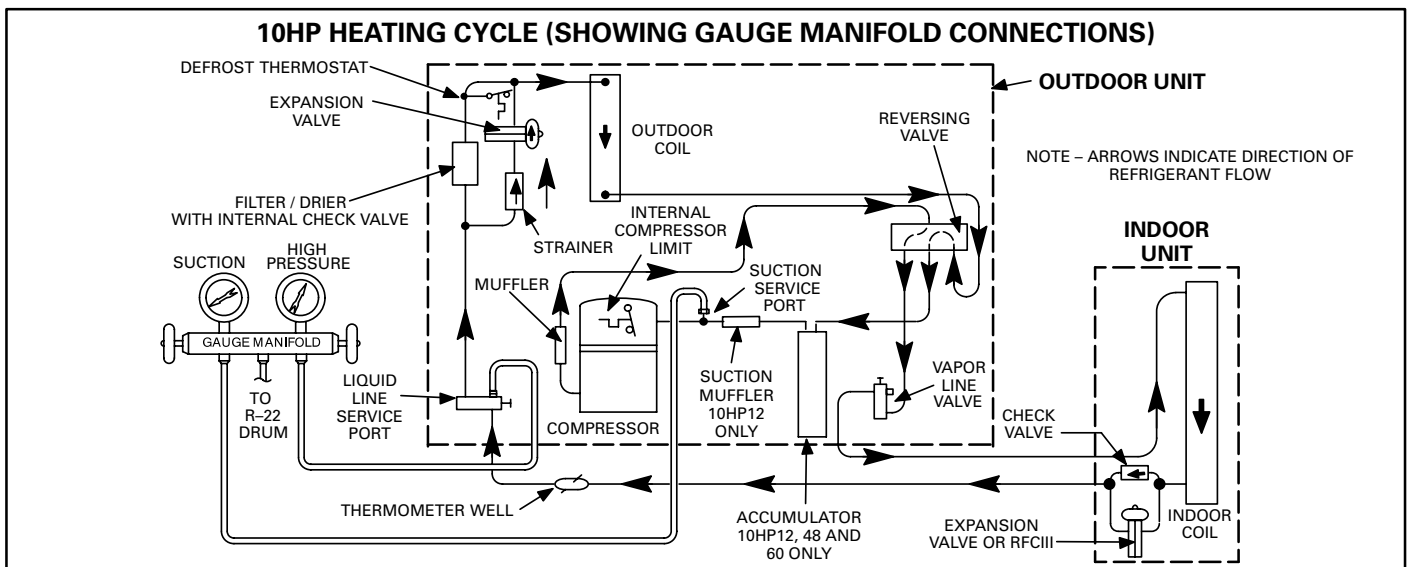 10HP HEATING CYCLE (SHOWING GAUGE MANIFOLD CONNECTIONS)
DEFROST THERMOSTAT
EXPANSION
VALVE
FILTER / DRIER
WITH INTERNAL CHECK VALVE
OUTDOOR
COIL
OUTDOOR UNIT
REVERSING
VALVE
NOTE – ARROWS INDICATE DIRECTION OF
REFRIGERANT FLOW
STRAINER
INTERNAL
COMPRESSOR
LIMIT
INDOOR
UNIT
SUCTION
HIGH
PRESSURE
MUFFLER
SUCTION
SERVICE
PORT
GAUGE MANIFOLD
TO
R–22
DRUM
LIQUID
LINE
SERVICE
PORT
COMPRESSOR
SUCTION
MUFFLER
10HP12
ONLY
VAPOR
LINE
VALVE
CHECK
VALVE
THERMOMETER WELL
ACCUMULATOR
10HP12, 48 AND
60 ONLY
EXPANSION
VALVE OR RFCIII
INDOOR
COIL